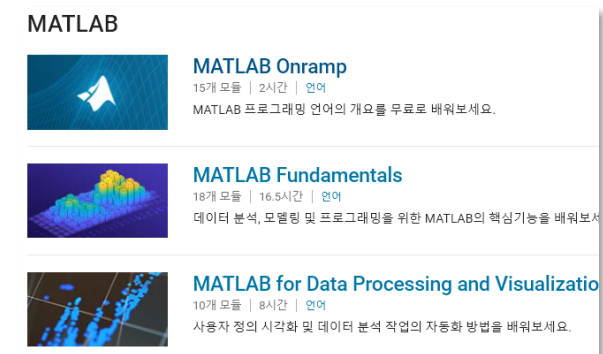 MATLAB
MATLAB Onramp
15개 모듈 | 2시간 | 언어
MATLAB 프로그래밍 언어의 개요를 무료로 배워보세요.
MATLAB Fundamentals
18개 모듈 | 16.5시간 | 언어
데이터 분석, 모델링 및 프로그래밍을 위한 MATLAB의 핵심기능을 배워보
MATLAB for Data Processing and Visualizatio
10개 모듈 | 8시간 | 언어
사용자 정의 시각화 및 데이터 분석 작업의 자동화 방법을 배워보세요.